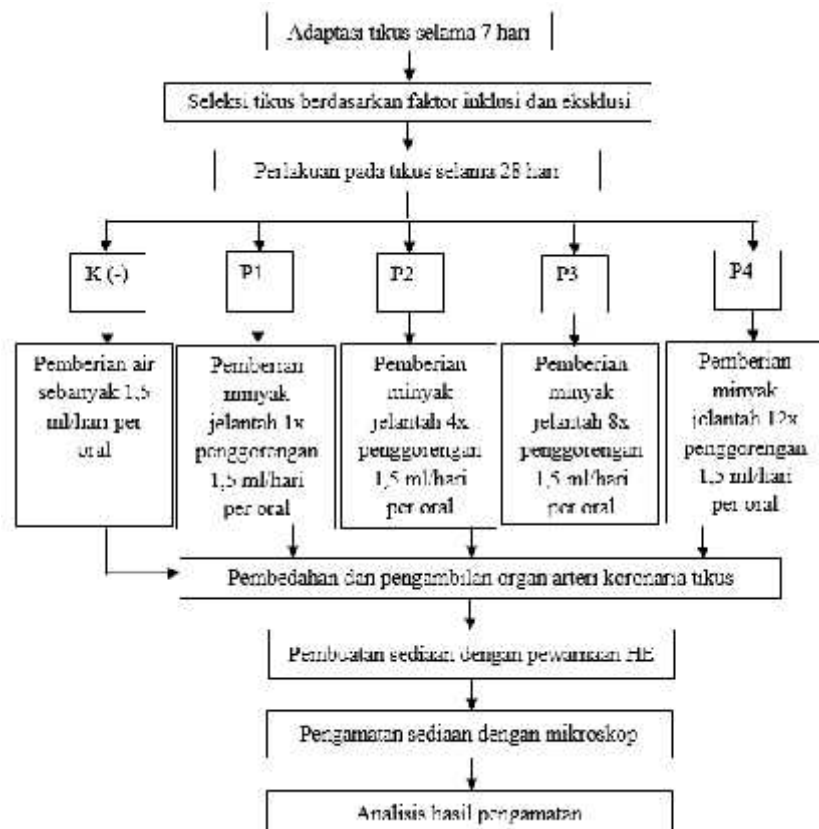 Adaptasi tikus selama 7 hari
Seleksi tikus berdasarkan faktor inklusi dan eksklusi
Perlakuan pada tikus selama 28 hari
K (-)
P1
P2
P3
P4
Pemberian air
sebanyak 1,5
ml/hari per
oral
Pemberian
minyak
jelantah 1x
penggorengan
1,5 ml/hari
per oral
Pemberian
minyak
jelantah 4x
penggorengan
1,5 ml/hari
per oral
Pemberian
minyak
jelantah 8x
penggorengan
1,5 ml/hari
per oral
Pemberian
minyak
jelantah 12x
penggorengan
1,5 ml/hari
per oral
Pembedahan dan pengambilan organ arteri koronaria tikus
Pembuatan sediaan dengan pewarnaan HE
Pengamatan sediaan dengan mikroskop
Analisis hasil pengamatan